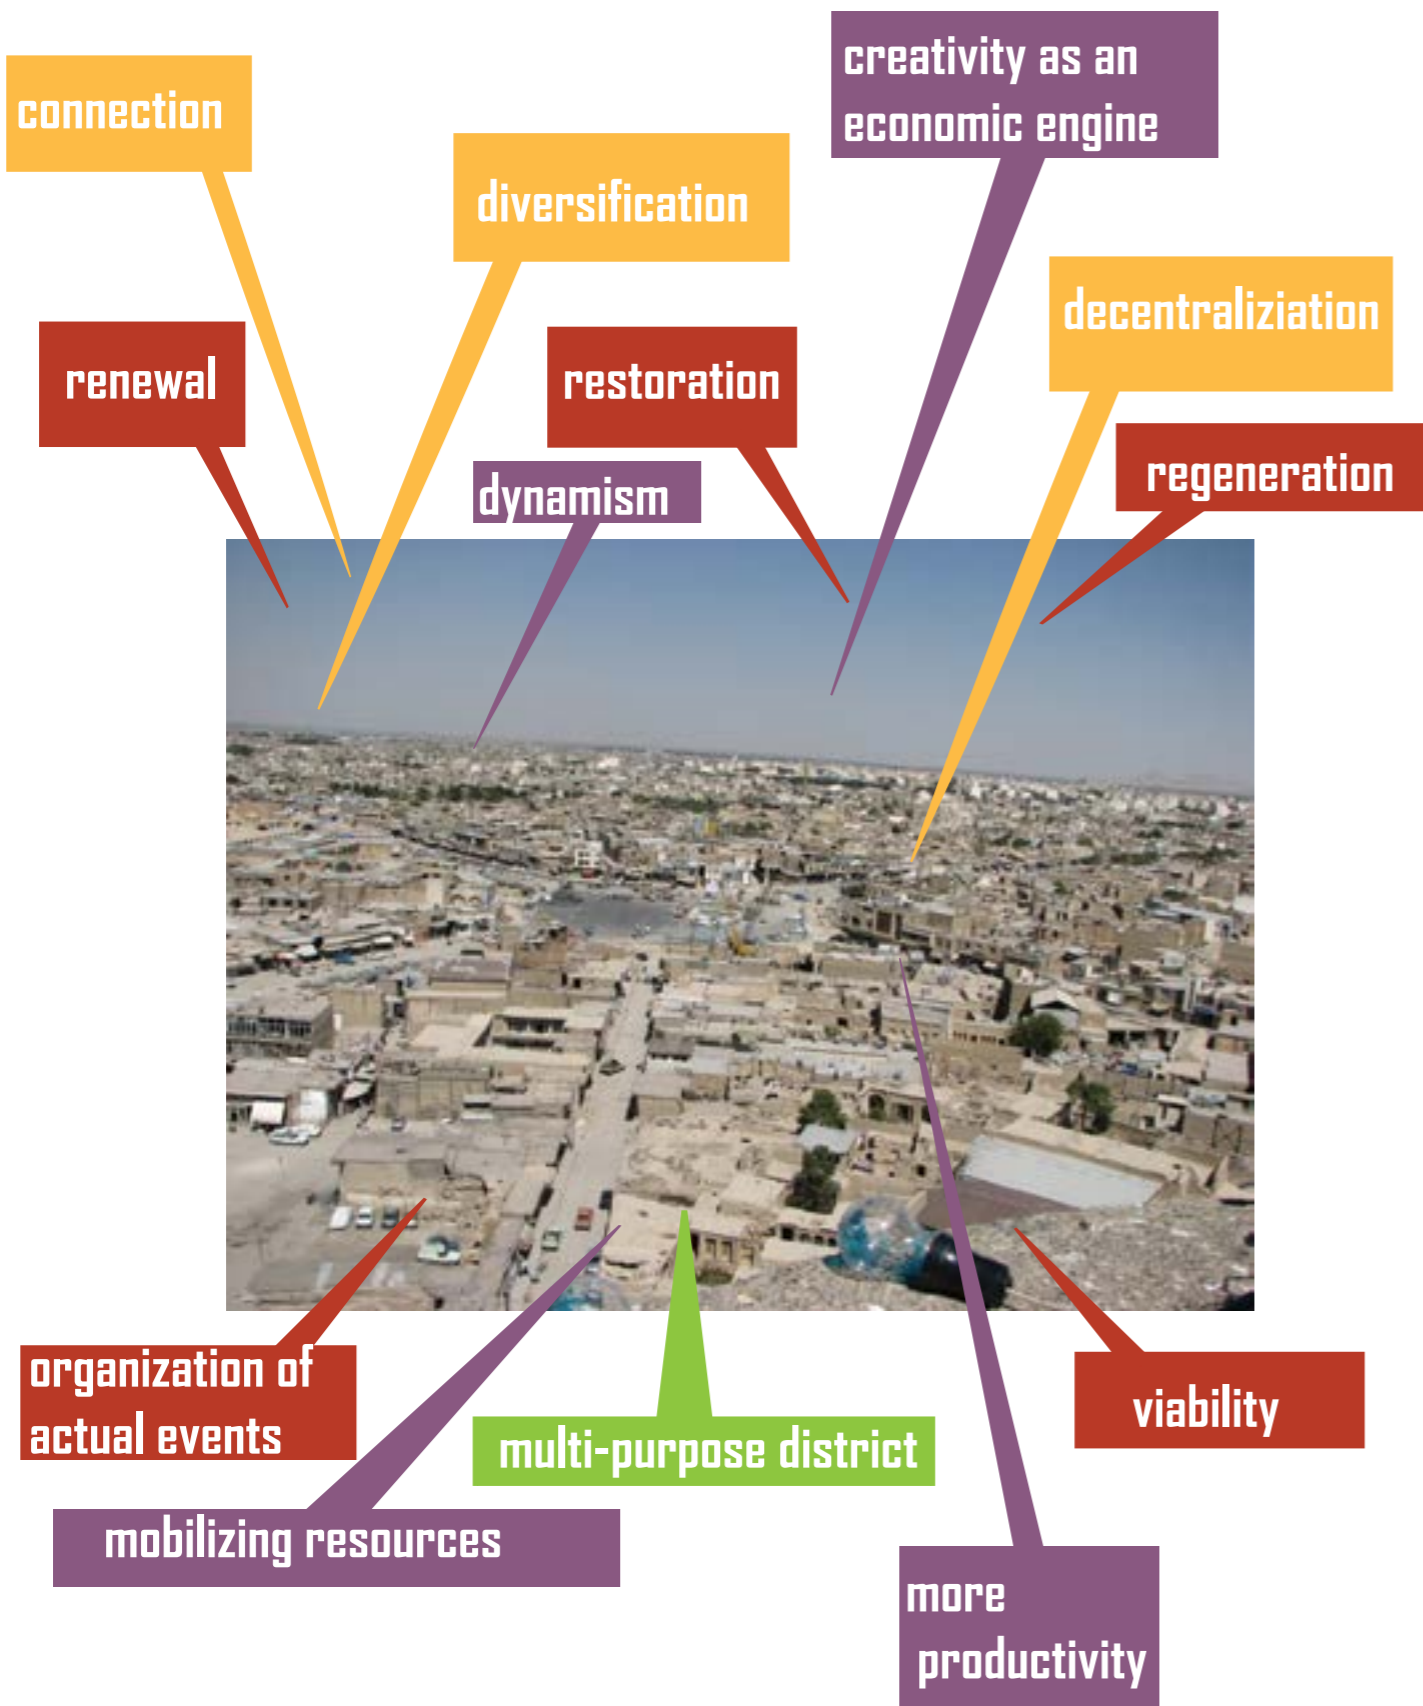 creativity as an
economic engine
connection
diversification
decentraliziation
renewal
restoration
regeneration
dynamism
organization of
actual events
viability
multi-purpose district
mobilizing resources
more
productivity